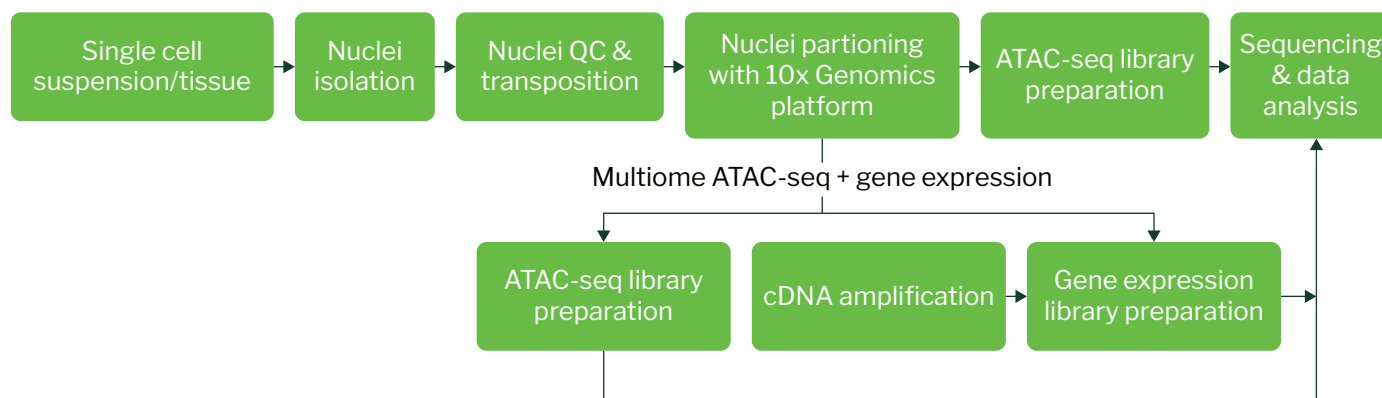 Single cell
suspension/tissue
Nuclei
isolation
Nuclei QC &
transposition
Nuclei partioning
with 10x Genomics
platform
ATAC-seq library
preparation
Sequencing
& data
analysis
Multiome ATAC-seq + gene expression
ATAC-seq library
preparation
cDNA amplification
Gene expression
library preparation